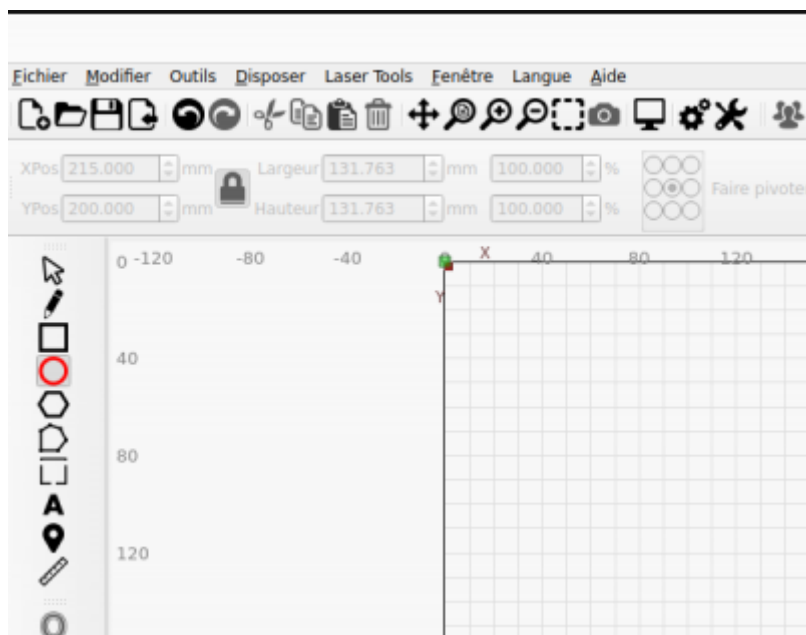 Fichier Modifier Outils Disposer Laser Tools Fenêtre Langue Aide
XPos 215.000 mm Largeur 131.763 mm 100.000 %
YPos 200.000 mm Hauteur 131.763 mm 100.000 %
Faire pivoter
0 -120 -80 -40 0 X 40 80 120
Y
40
80
A
120